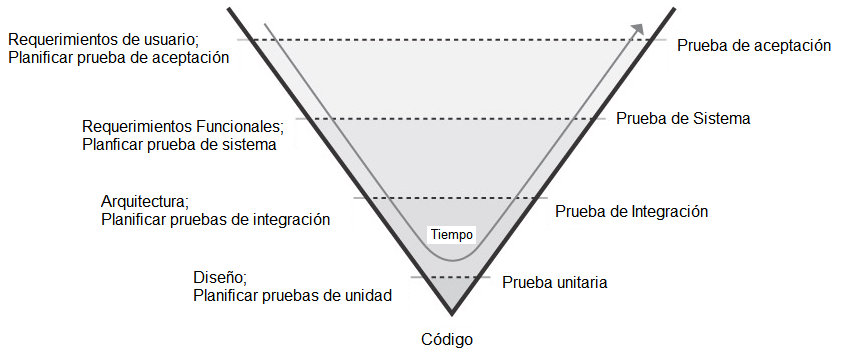 Requerimientos de usuario;
Planificar prueba de aceptación
Prueba de aceptación
Requerimientos Funcionales;
Planficar prueba de sistema
Prueba de Sistema
Arquitectura;
Planificar pruebas de integración
Prueba de Integración
Tiempo
Diseño;
Planificar pruebas de unidad
Prueba unitaria
Código